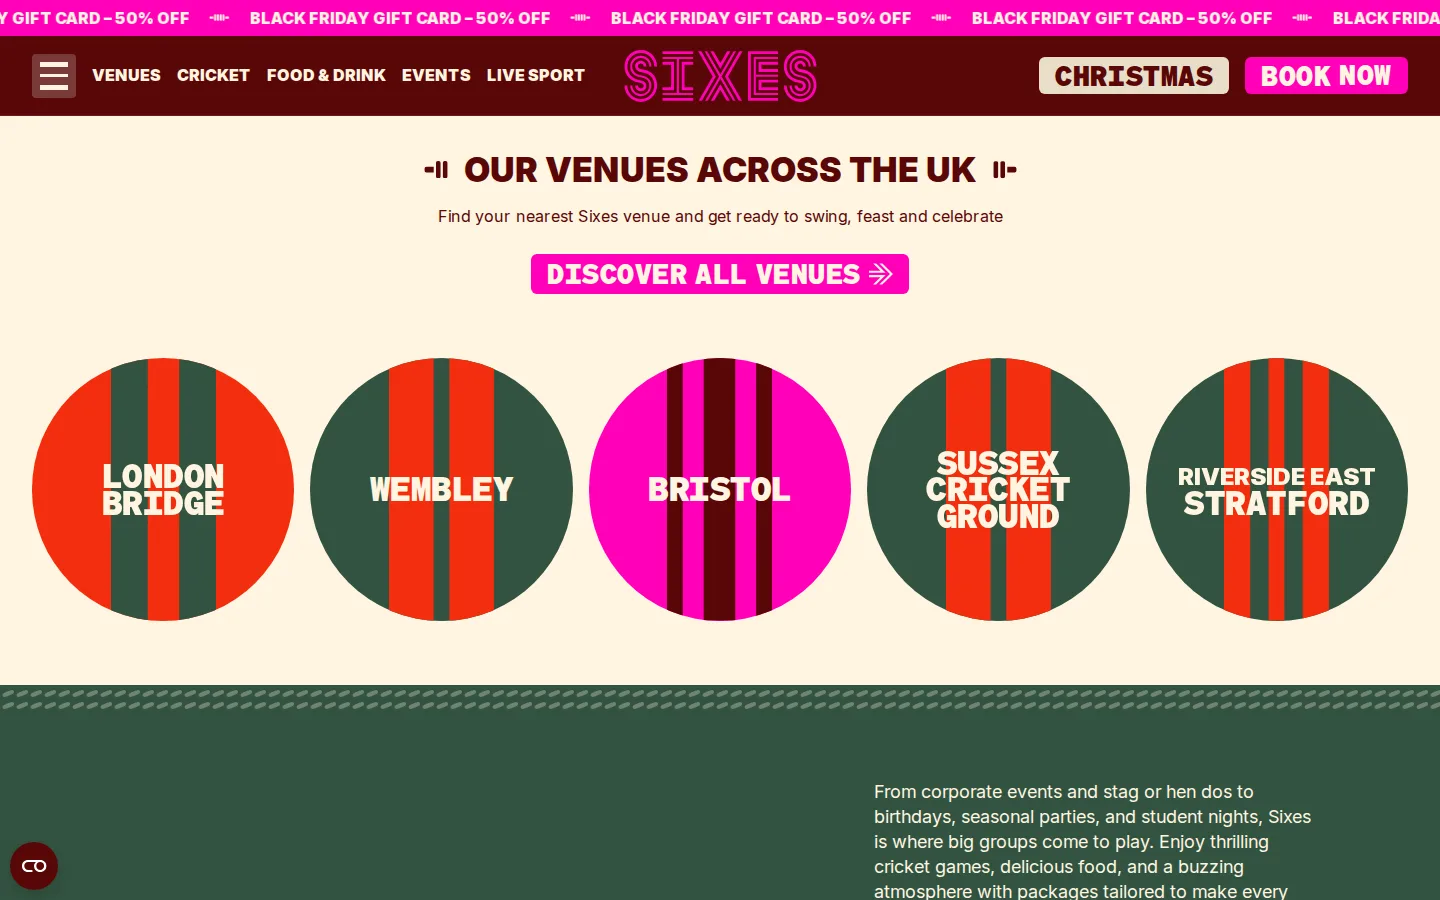 Y GIFT CARD – 50% OFF BLACK FRIDAY GIFT CARD – 50% OFF BLACK FRIDAY GIFT CARD – 50% OFF BLACK FRIDAY GIFT CARD – 50% OFF BLACK FRIDA
VENUES CRICKET FOOD & DRINK EVENTS LIVE SPORT SIXES CHRISTMAS BOOK NOW
OUR VENUES ACROSS THE UK
Find your nearest Sixes venue and get ready to swing, feast and celebrate
DISCOVER ALL VENUES
LONDON
BRIDGE
WEMBLEY
BRISTOL
SUSSEX
CRICKET
GROUND
RIVERSIDE EAST
STRATFORD
From corporate events and stag or hen dos to
birthdays, seasonal parties, and student nights, Sixes
is where big groups come to play. Enjoy thrilling
cricket games, delicious food, and a buzzing
atmosphere with packages tailored to make every